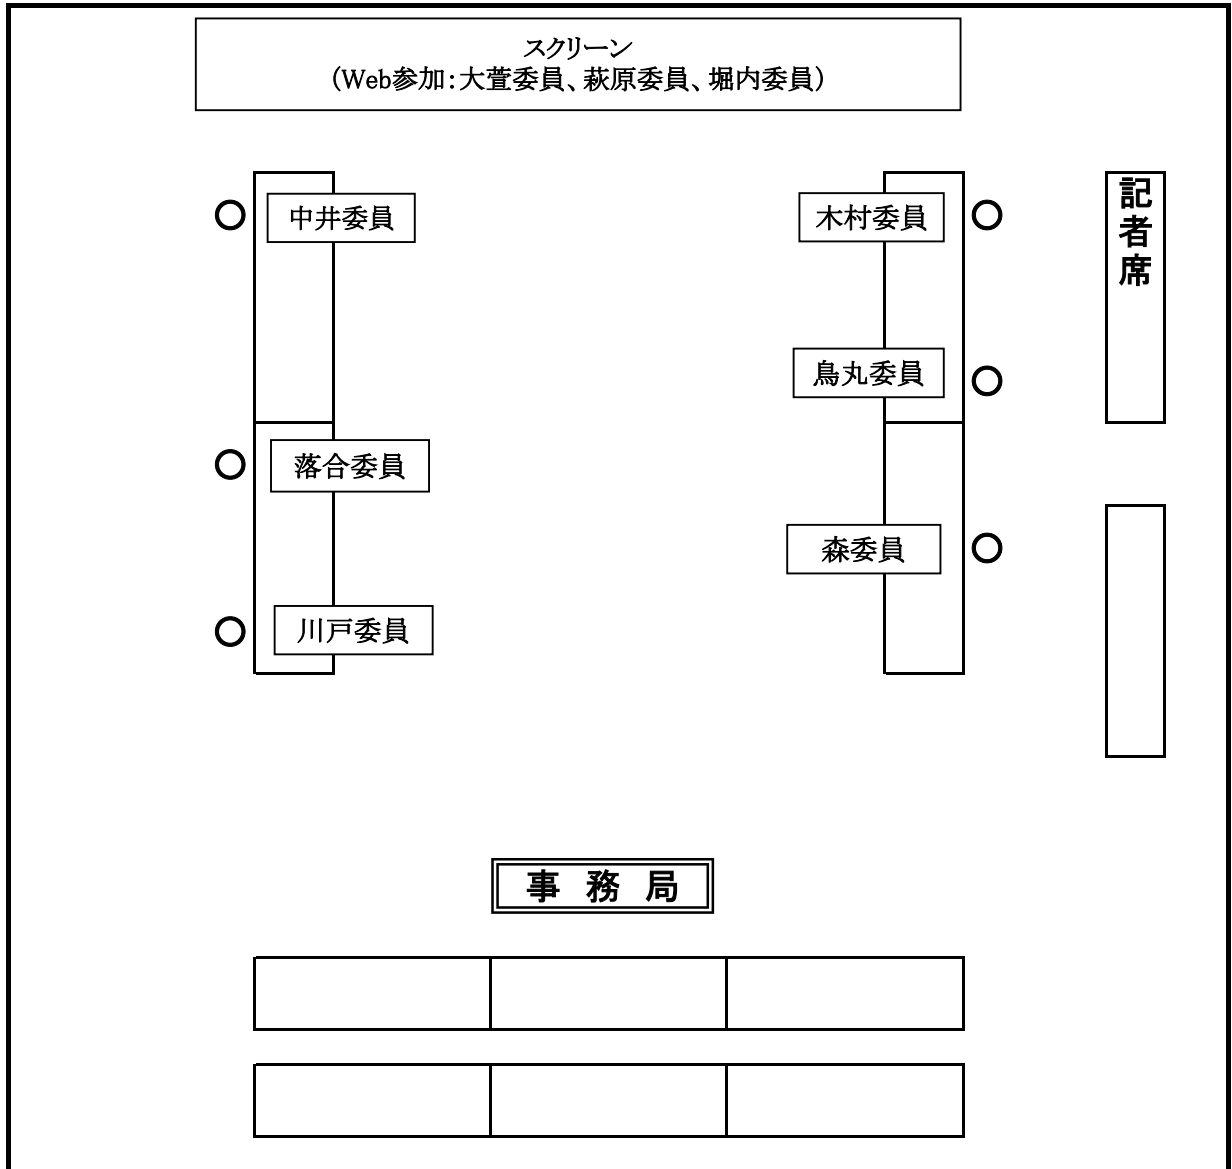 スクリーン
(Web参加：大萱委員、萩原委員、堀内委員)
中井委員
木村委員
記者席
鳥丸委員
落合委員
森委員
川戸委員
事 務 局